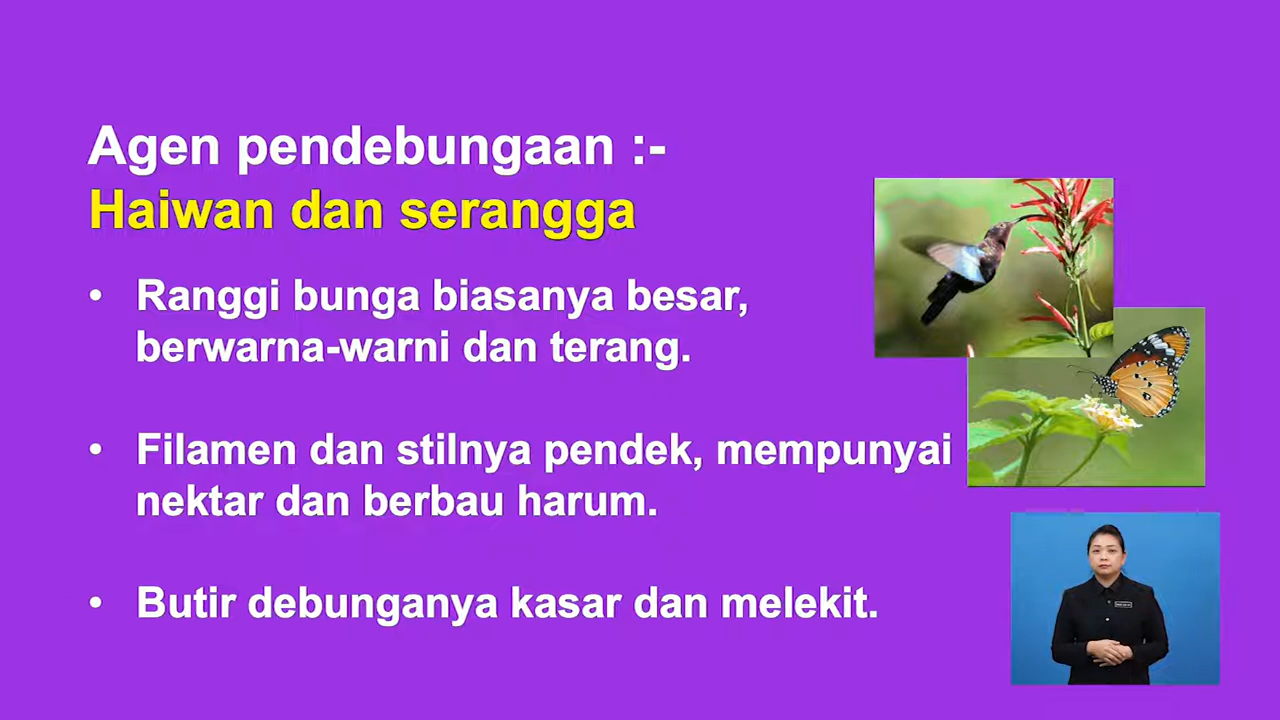 Agen pendebungaan :-
Haiwan dan serangga
• Ranggi bunga biasanya besar,
berwarna-warni dan terang.
• Filamen dan stilnya pendek, mempunyai
nektar dan berbau harum.
• Butir debunganya kasar dan melekit.